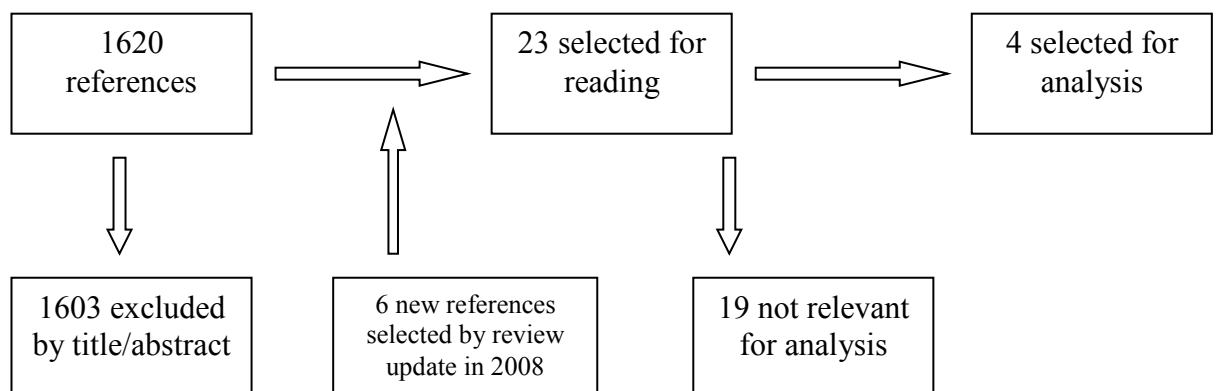 1620
references
23 selected for
reading
4 selected for
analysis
1603 excluded
by title/abstract
6 new references
selected by review
update in 2008
19 not relevant
for analysis